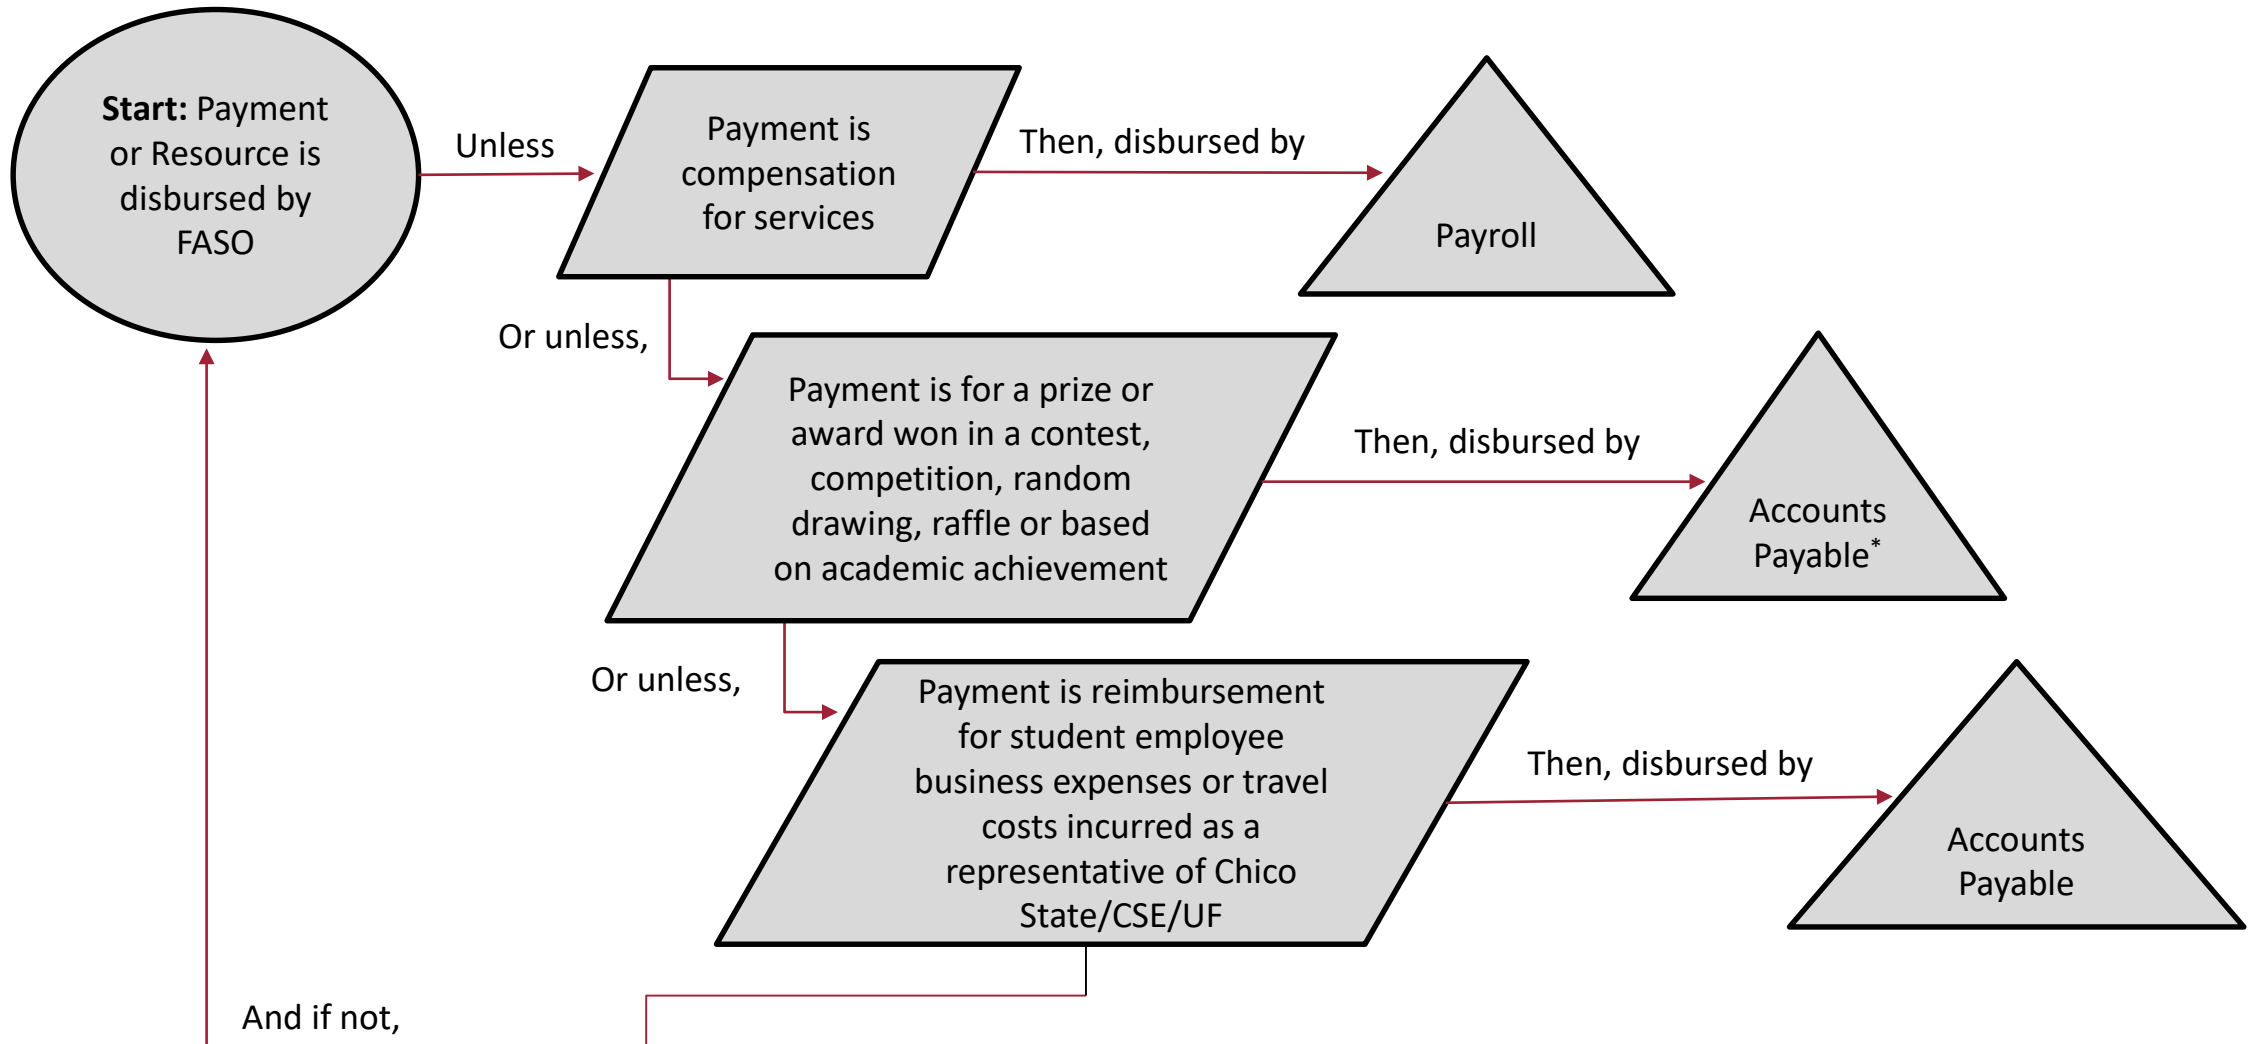 Start: Payment
or Resource is
disbursed by
FASO
Unless
Payment is
compensation
for services
Then, disbursed by
Payroll
Or unless,
Payment is for a prize or
award won in a contest,
competition, random
drawing, raffle or based
on academic achievement
Then, disbursed by
Accounts
Payable*
Or unless,
Payment is reimbursement
for student employee
business expenses or travel
costs incurred as a
representative of Chico
State/CSE/UF
Then, disbursed by
Accounts
Payable
And if not,